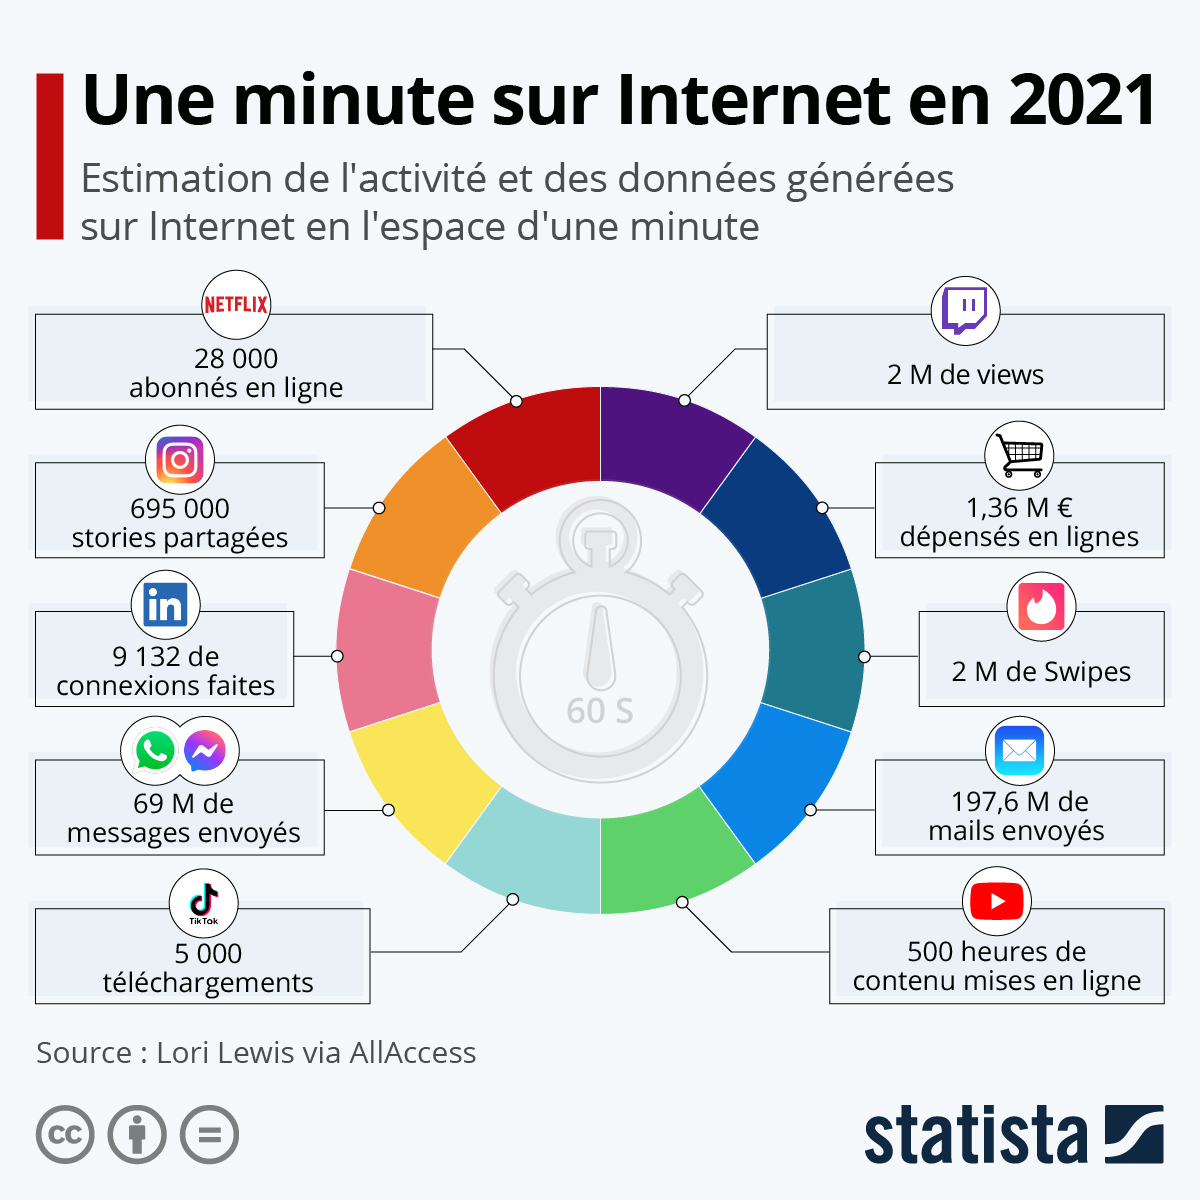 Une minute sur Internet en 2021
Estimation de l'activité et des données générées
sur Internet en l'espace d'une minute
NETFLIX
28 000
abonnés en ligne
2 M de views
695 000
stories partagées
1,36 M €
dépensés en lignes
in
9 132 de
connexions faites
2 M de Swipes
69 M de
messages envoyés
197,6 M de
mails envoyés
TikTok
5 000
téléchargements
500 heures de
contenu mises en ligne
60 S
Source : Lori Lewis via AllAccess
cc
statista